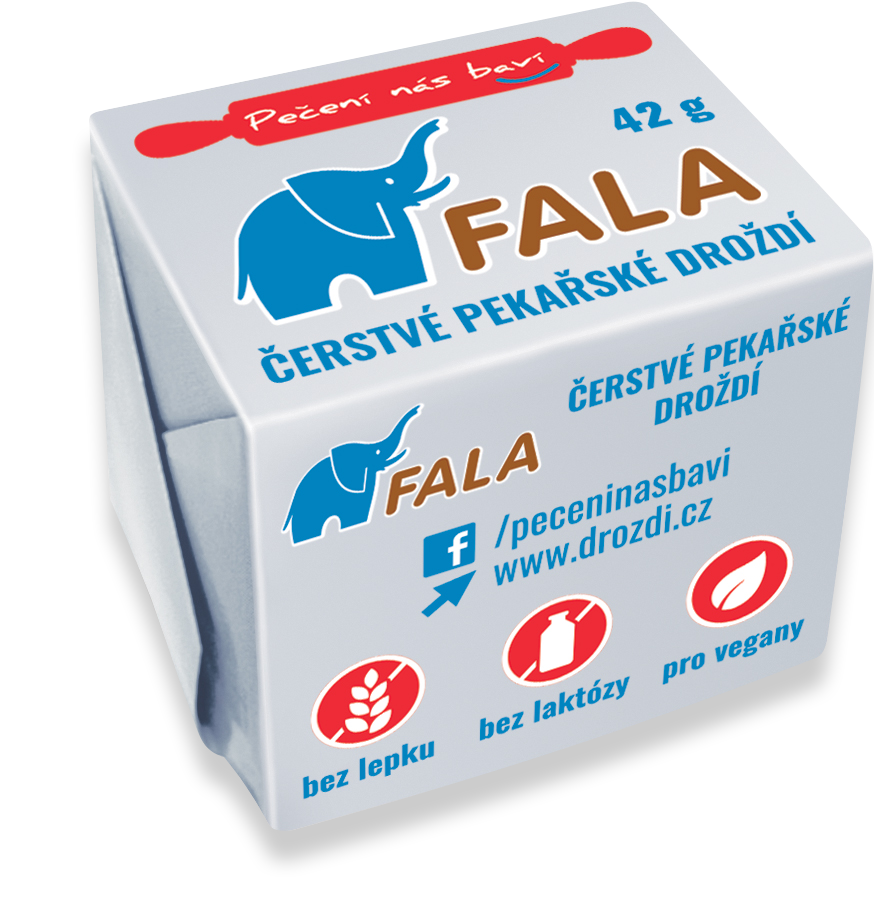 Pečení nás baví
42 g
FALA
ČERSTVÉ PEKAŘSKÉ DROŽDÍ
ČERSTVÉ PEKAŘSKÉ
DROŽDÍ
FALA
f /peceninasbavi
www.drozdi.cz
bez lepku
bez laktózy
pro vegany